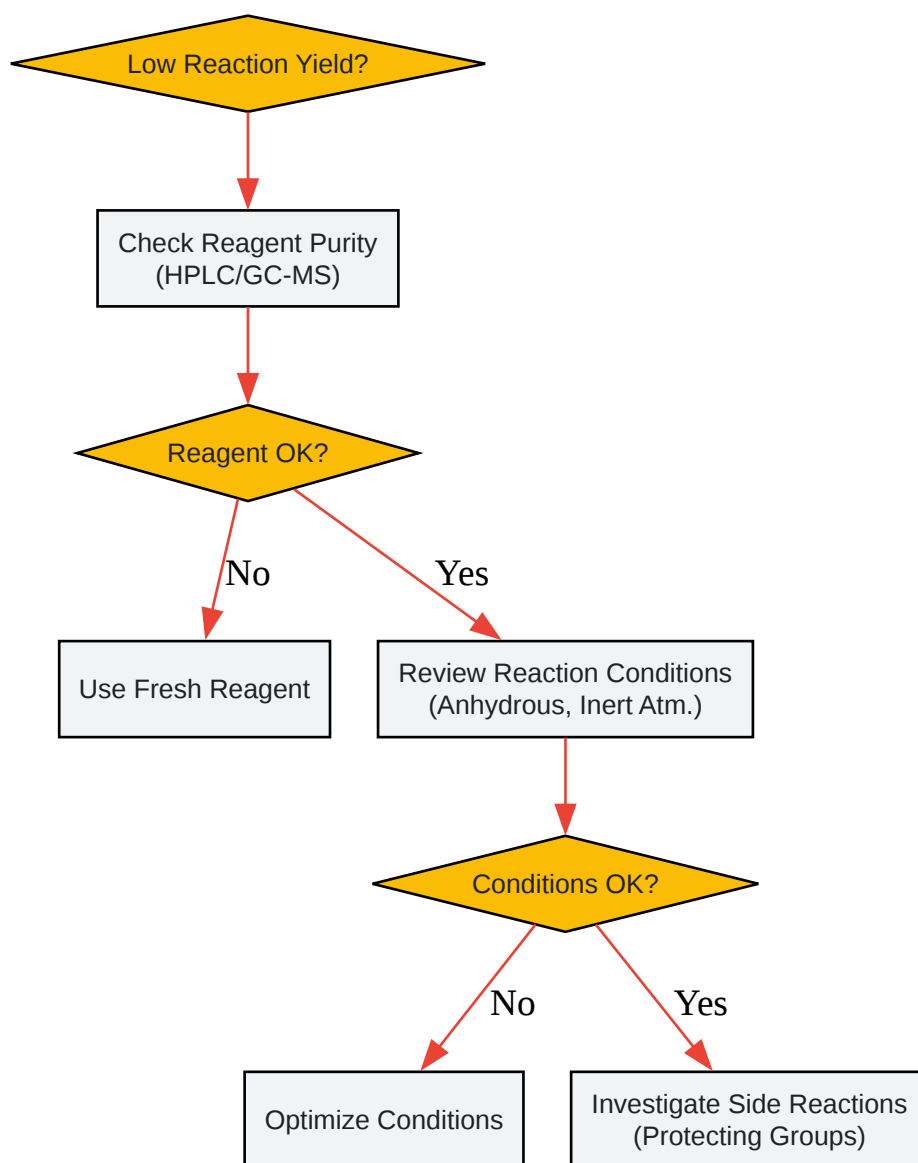 Low Reaction Yield?
Check Reagent Purity
(HPLC/GC-MS)
Reagent OK?
No
Yes
Use Fresh Reagent
Review Reaction Conditions
(Anhydrous, Inert Atm.)
Conditions OK?
No
Yes
Optimize Conditions
Investigate Side Reactions
(Protecting Groups)